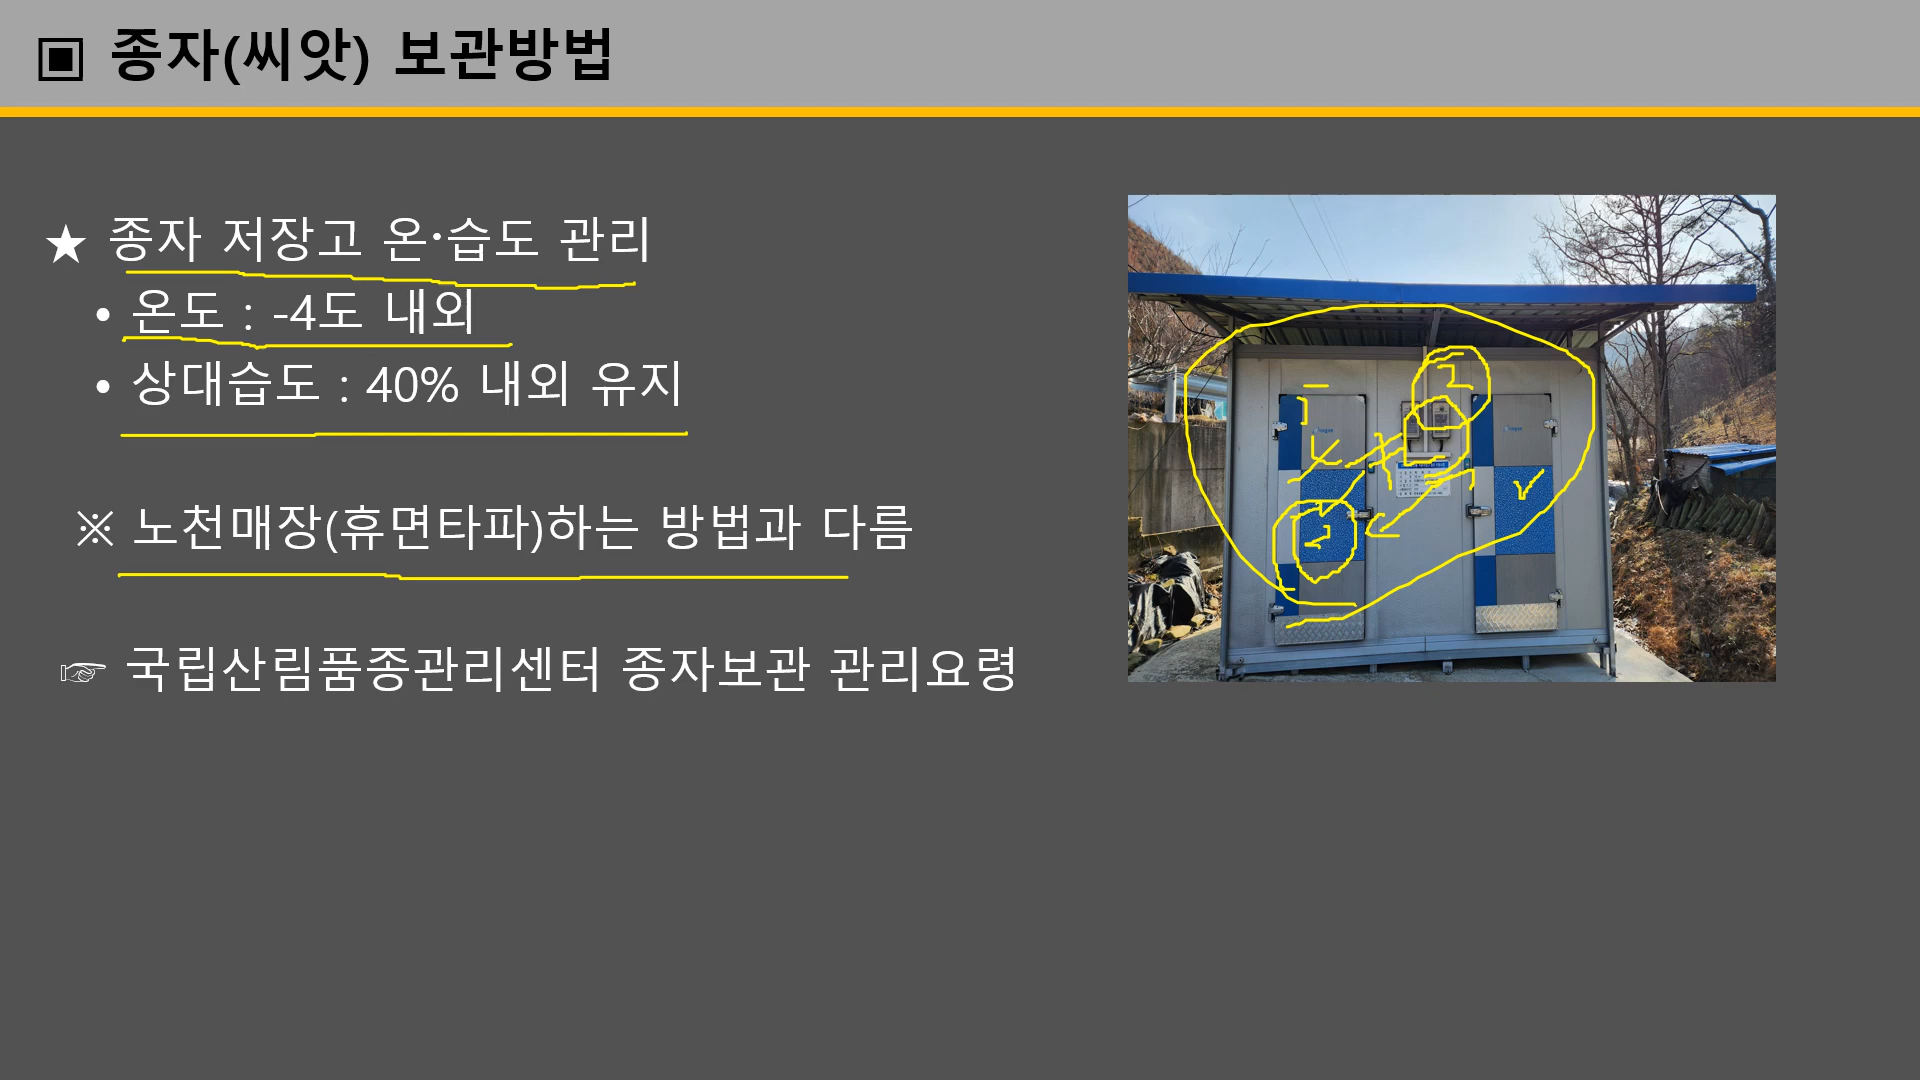 ▣ 종자(씨앗) 보관방법
★ 종자 저장고 온·습도 관리
• 온도 : -4도 내외
• 상대습도 : 40% 내외 유지
※ 노천매장(휴면타파)하는 방법과 다름
☞ 국립산림품종관리센터 종자보관 관리요령